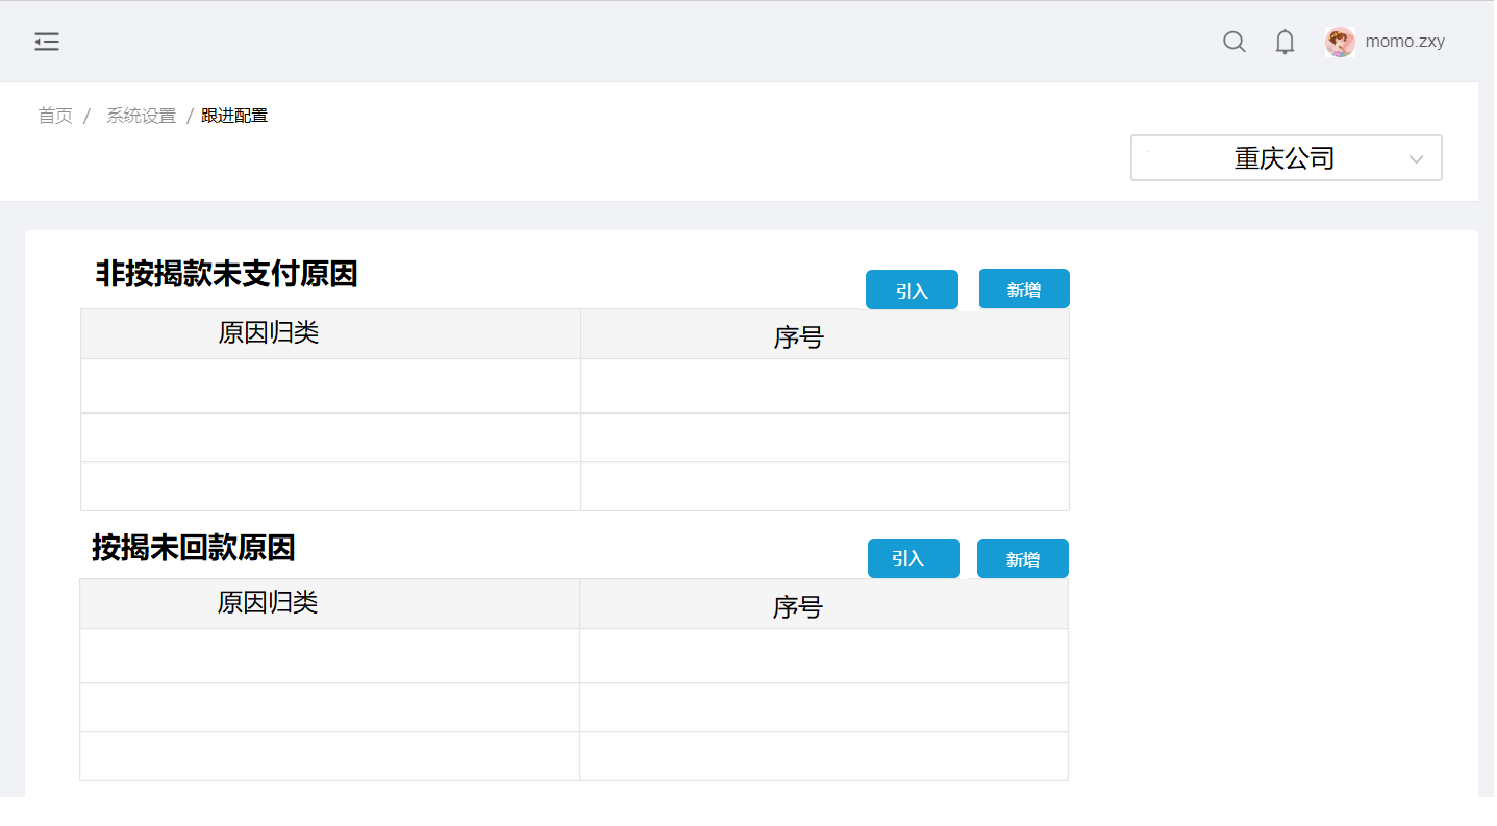 momo.zxy
首页 / 系统设置 / 跟进配置
重庆公司
非按揭款未支付原因
引入 新增
原因归类 序号
按揭未回款原因
引入 新增
原因归类 序号